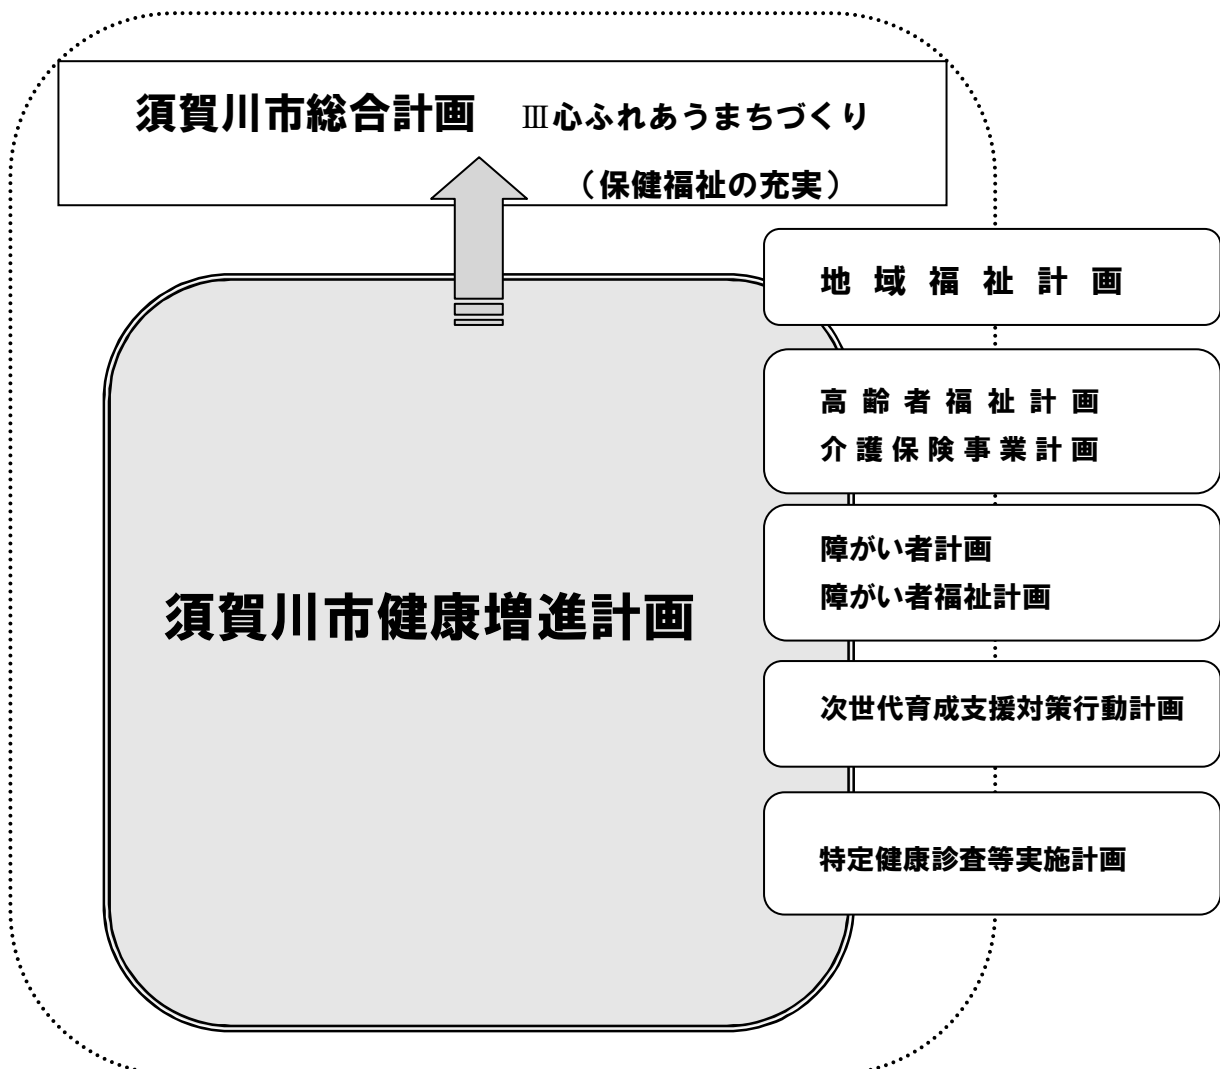 須賀川市総合計画 Ⅲ心ふれあうまちづくり
（保健福祉の充実）
地域福祉計画
高齢者福祉計画
介護保険事業計画
障がい者計画
障がい者福祉計画
須賀川市健康増進計画
次世代育成支援対策行動計画
特定健康診査等実施計画